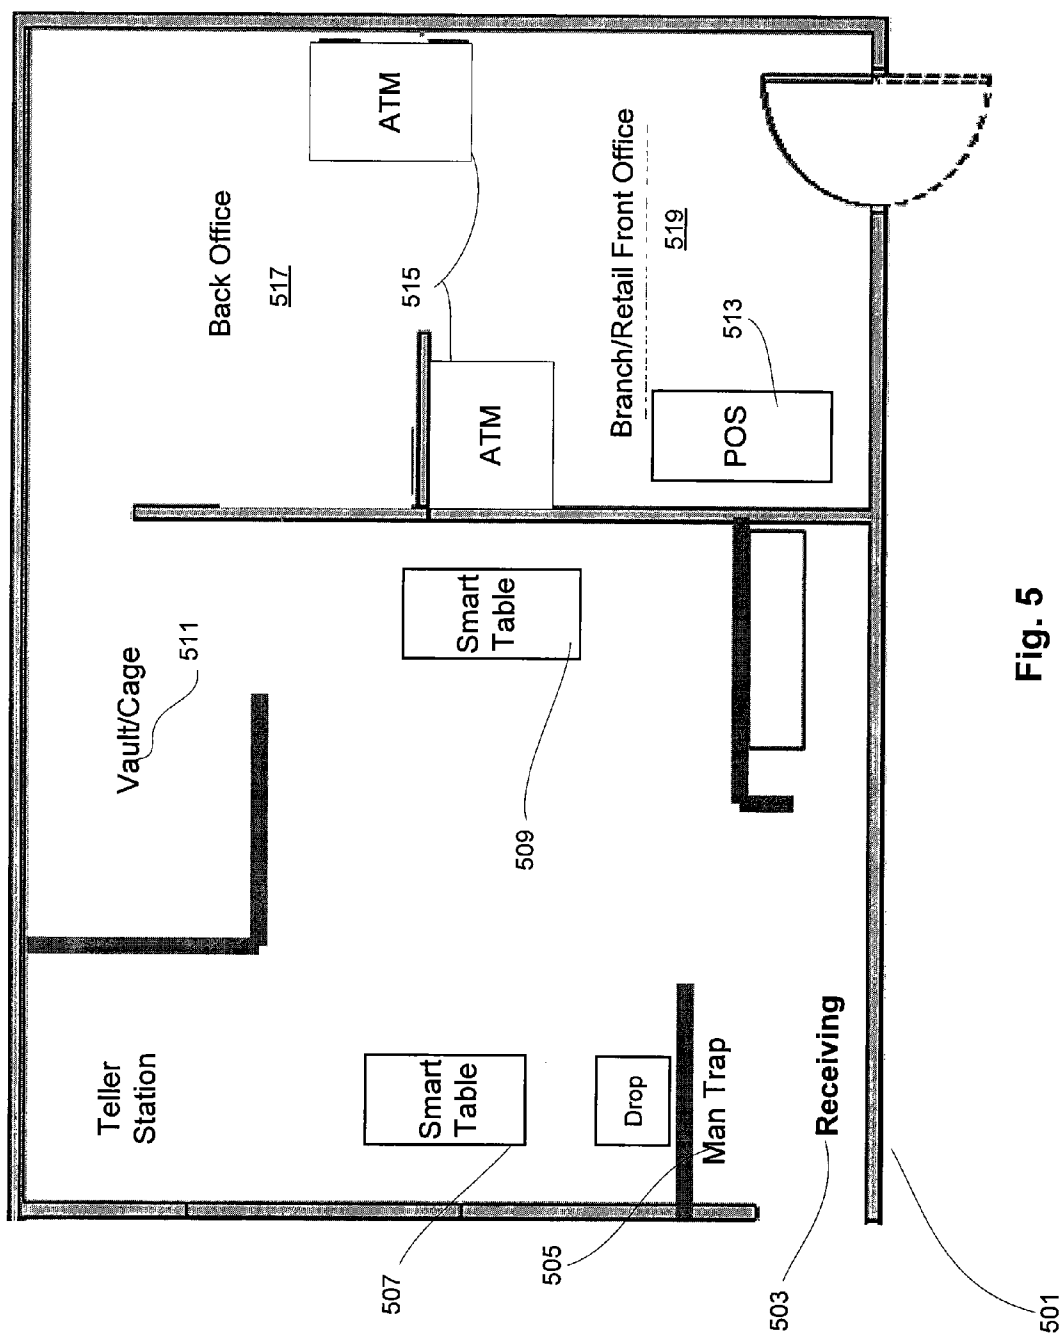 Teller
Station
Vault/Cage
511
Back Office
517
ATM
515
ATM
Smart
Table
507
Smart
Table
509
Drop
505
Man Trap
Branch/Retail Front Office
519
POS
513
503
Receiving
501
Fig. 5